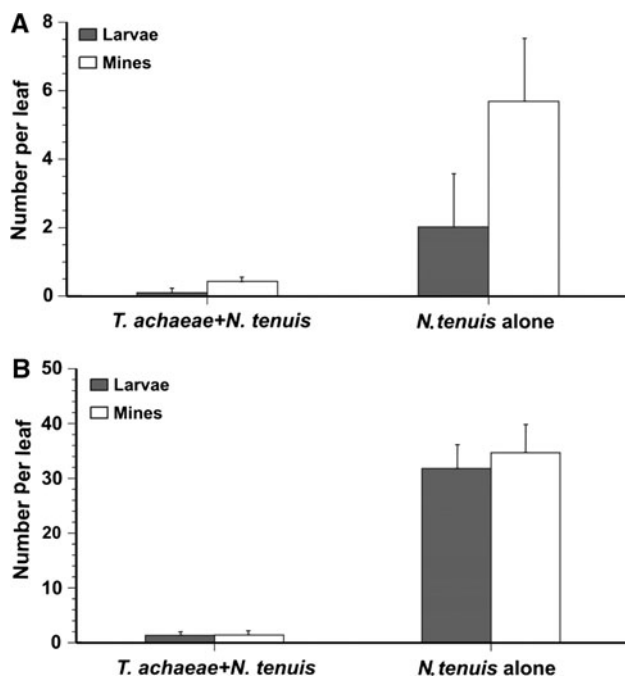 A
Larvae
Mines
Number per leaf
8
6
4
2
0
T. achaeae+N. tenuis
N.tenuis alone
B
Larvae
Mines
Number per leaf
50
40
30
20
10
0
T. achaeae+N. tenuis
N.tenuis alone